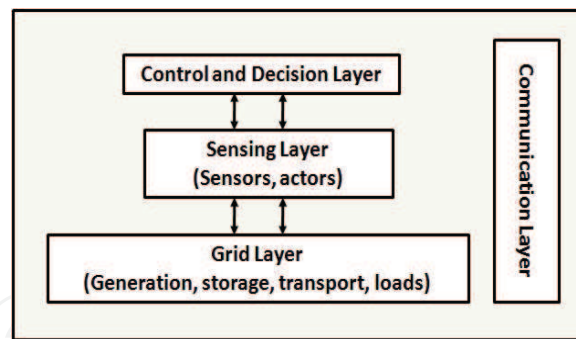 Control and Decision Layer
Sensing Layer
(Sensors, actors)
Grid Layer
(Generation, storage, transport, loads)
Communication Layer